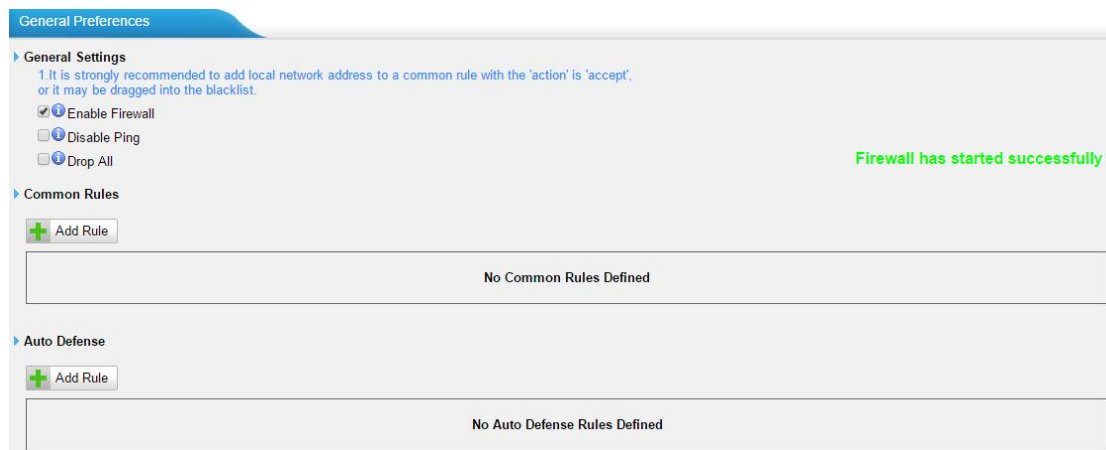 General Preferences
General Settings
1.It is strongly recommended to add local network address to a common rule with the 'action' is 'accept',
or it may be dragged into the blacklist.
Enable Firewall
Disable Ping
Drop All
Firewall has started successfully
Common Rules
Add Rule
No Common Rules Defined
Auto Defense
Add Rule
No Auto Defense Rules Defined